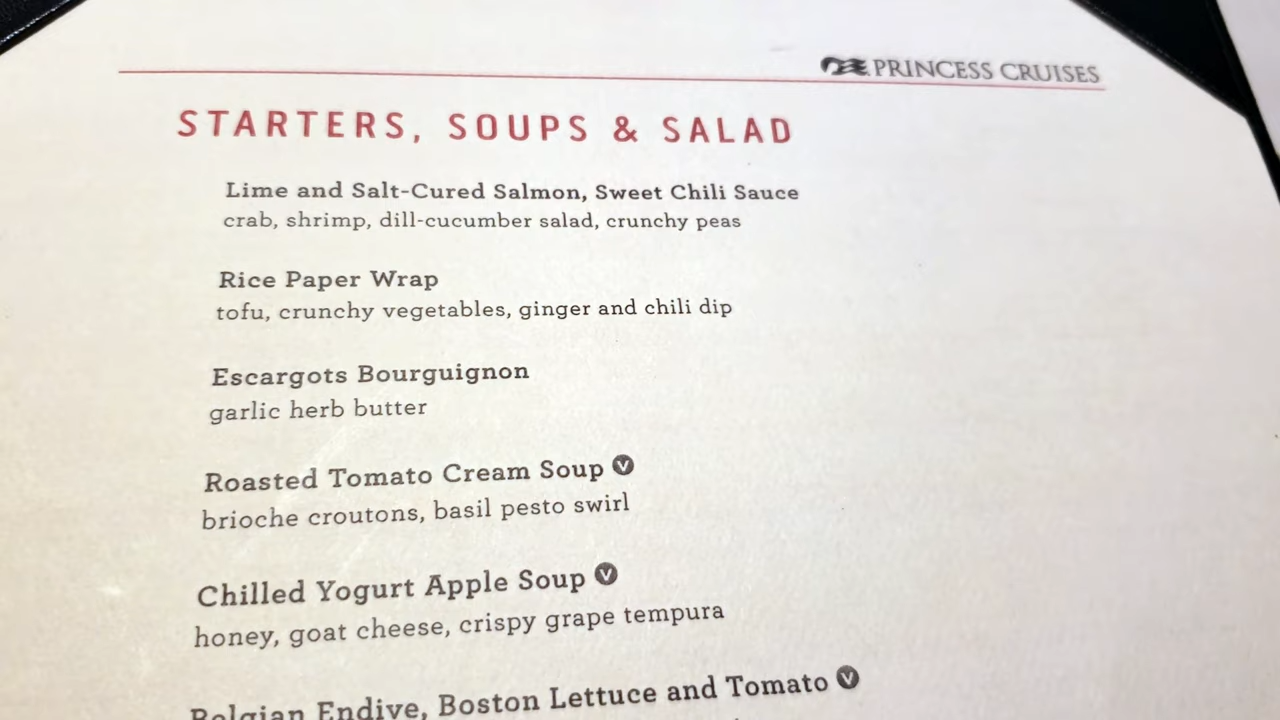 PRINCESS CRUISES
STARTERS, SOUPS & SALAD
Lime and Salt-Cured Salmon, Sweet Chili Sauce
crab, shrimp, dill-cucumber salad, crunchy peas
Rice Paper Wrap
tofu, crunchy vegetables, ginger and chili dip
Escargots Bourguignon
garlic herb butter
Roasted Tomato Cream Soup V
brioche croutons, basil pesto swirl
Chilled Yogurt Apple Soup V
honey, goat cheese, crispy grape tempura
Belgian Endive, Boston Lettuce and Tomato V